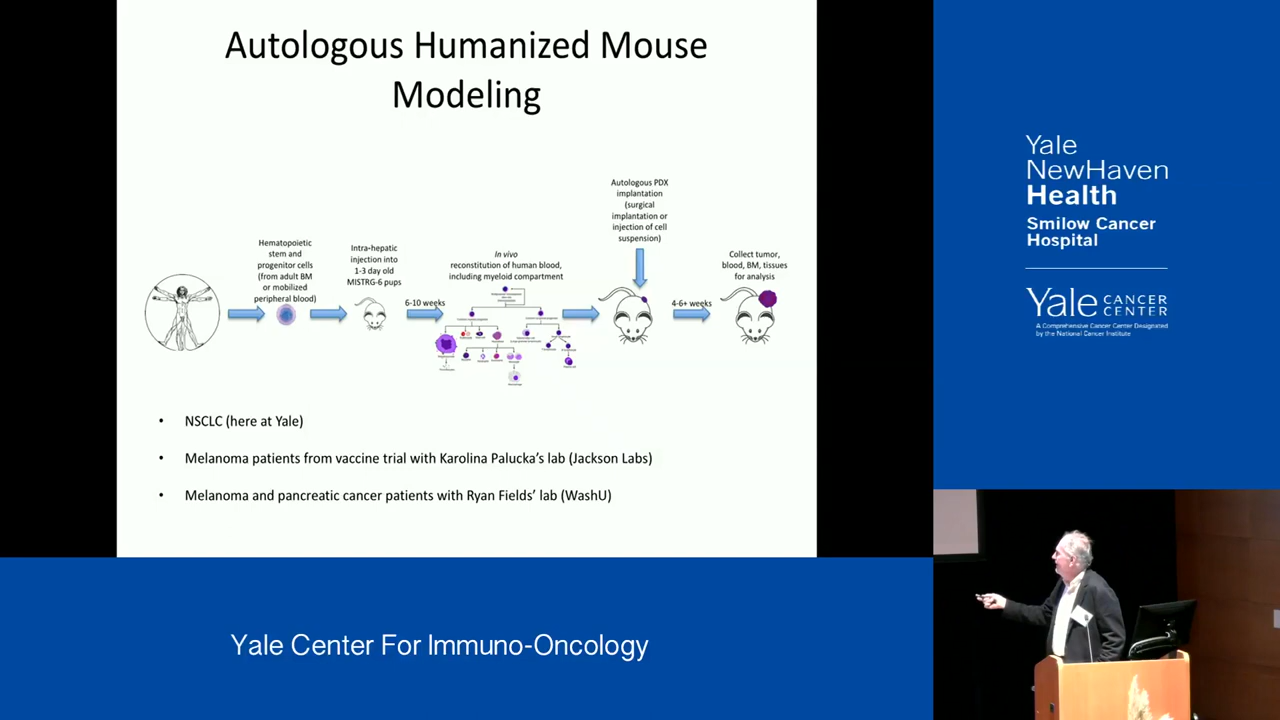 Autologous Humanized Mouse
Modeling
Hematopoietic
stem and
progenitor cells
(from adult BM
or mobilized
peripheral blood)
Intra-hepatic
injection into
1-3 day old
MISTRG-6 pups
6-10 weeks
In vivo
reconstitution of human blood,
including myeloid compartment
Autologous PDX
implantation
(surgical
implantation or
injection of cell
suspension)
4-6+ weeks
Collect tumor,
blood, BM, tissues
for analysis
• NSCLC (here at Yale)
• Melanoma patients from vaccine trial with Karolina Palucka's lab (Jackson Labs)
• Melanoma and pancreatic cancer patients with Ryan Fields' lab (WashU)
Yale
NewHaven
Health
Smilow Cancer
Hospital
Yale CANCER
CENTER
A Comprehensive Cancer Center Designated
by the National Cancer Institute
Yale Center For Immuno-Oncology